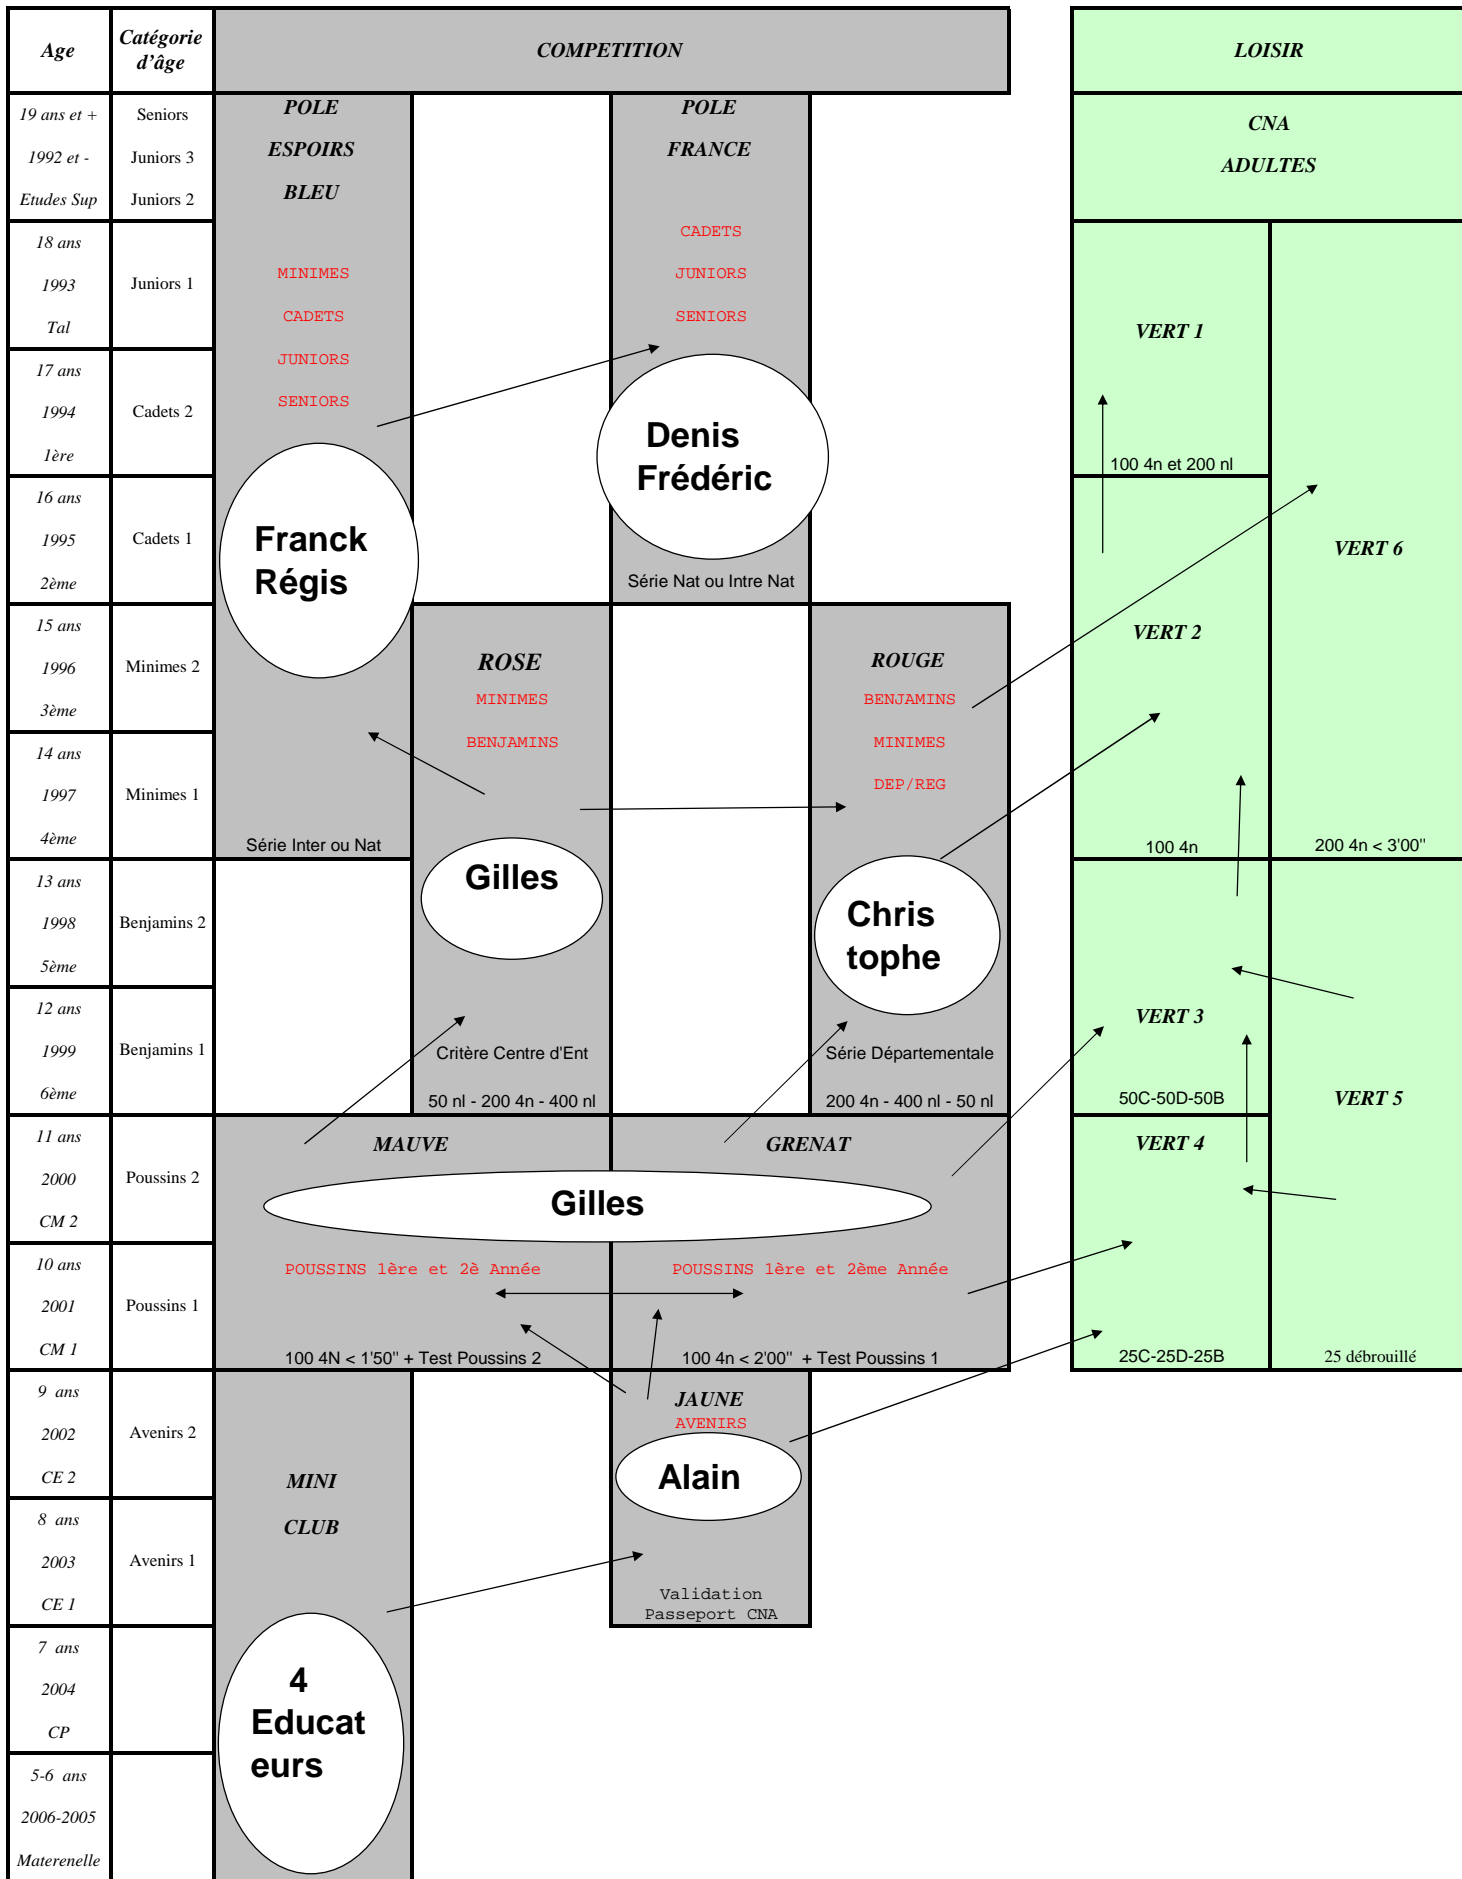 Age
Catégorie
d'âge
COMPETITION
LOISIR
19 ans et +
1992 et -
Etudes Sup
Seniors
Juniors 3
Juniors 2
POLE
ESPOIRS
BLEU
POLE
FRANCE
CNA
ADULTES
18 ans
1993
Tal
Juniors 1
MINIMES
CADETS
JUNIORS
SENIORS
CADETS
JUNIORS
SENIORS
VERT 1
100 4n et 200 nl
17 ans
1994
1ère
Cadets 2
Denis
Frédéric
16 ans
1995
2ème
Cadets 1
Franck
Régis
Série Nat ou Intre Nat
VERT 6
15 ans
1996
3ème
Minimes 2
ROSE
MINIMES
BENJAMINS
ROUGE
BENJAMINS
MINIMES
DEP/REG
VERT 2
14 ans
1997
4ème
Minimes 1
Série Inter ou Nat
100 4n
200 4n < 3'00"
13 ans
1998
5ème
Benjamins 2
Gilles
Chris
tophe
12 ans
1999
6ème
Benjamins 1
Critère Centre d'Ent
50 nl - 200 4n - 400 nl
Série Départementale
200 4n - 400 nl - 50 nl
VERT 3
50C-50D-50B
VERT 5
11 ans
2000
CM 2
Poussins 2
MAUVE
GRENAT
Gilles
VERT 4
10 ans
2001
CM 1
Poussins 1
POUSSINS 1ère et 2è Année
POUSSINS 1ère et 2ème Année
100 4N < 1'50" + Test Poussins 2
100 4n < 2'00" + Test Poussins 1
25C-25D-25B
25 débrouillé
9 ans
2002
CE 2
Avenirs 2
JAUNE
AVENIRS
Alain
MINI
CLUB
8 ans
2003
CE 1
Avenirs 1
Validation
Passeport CNA
7 ans
2004
CP
4
Educat
eurs
5-6 ans
2006-2005
Materenelle